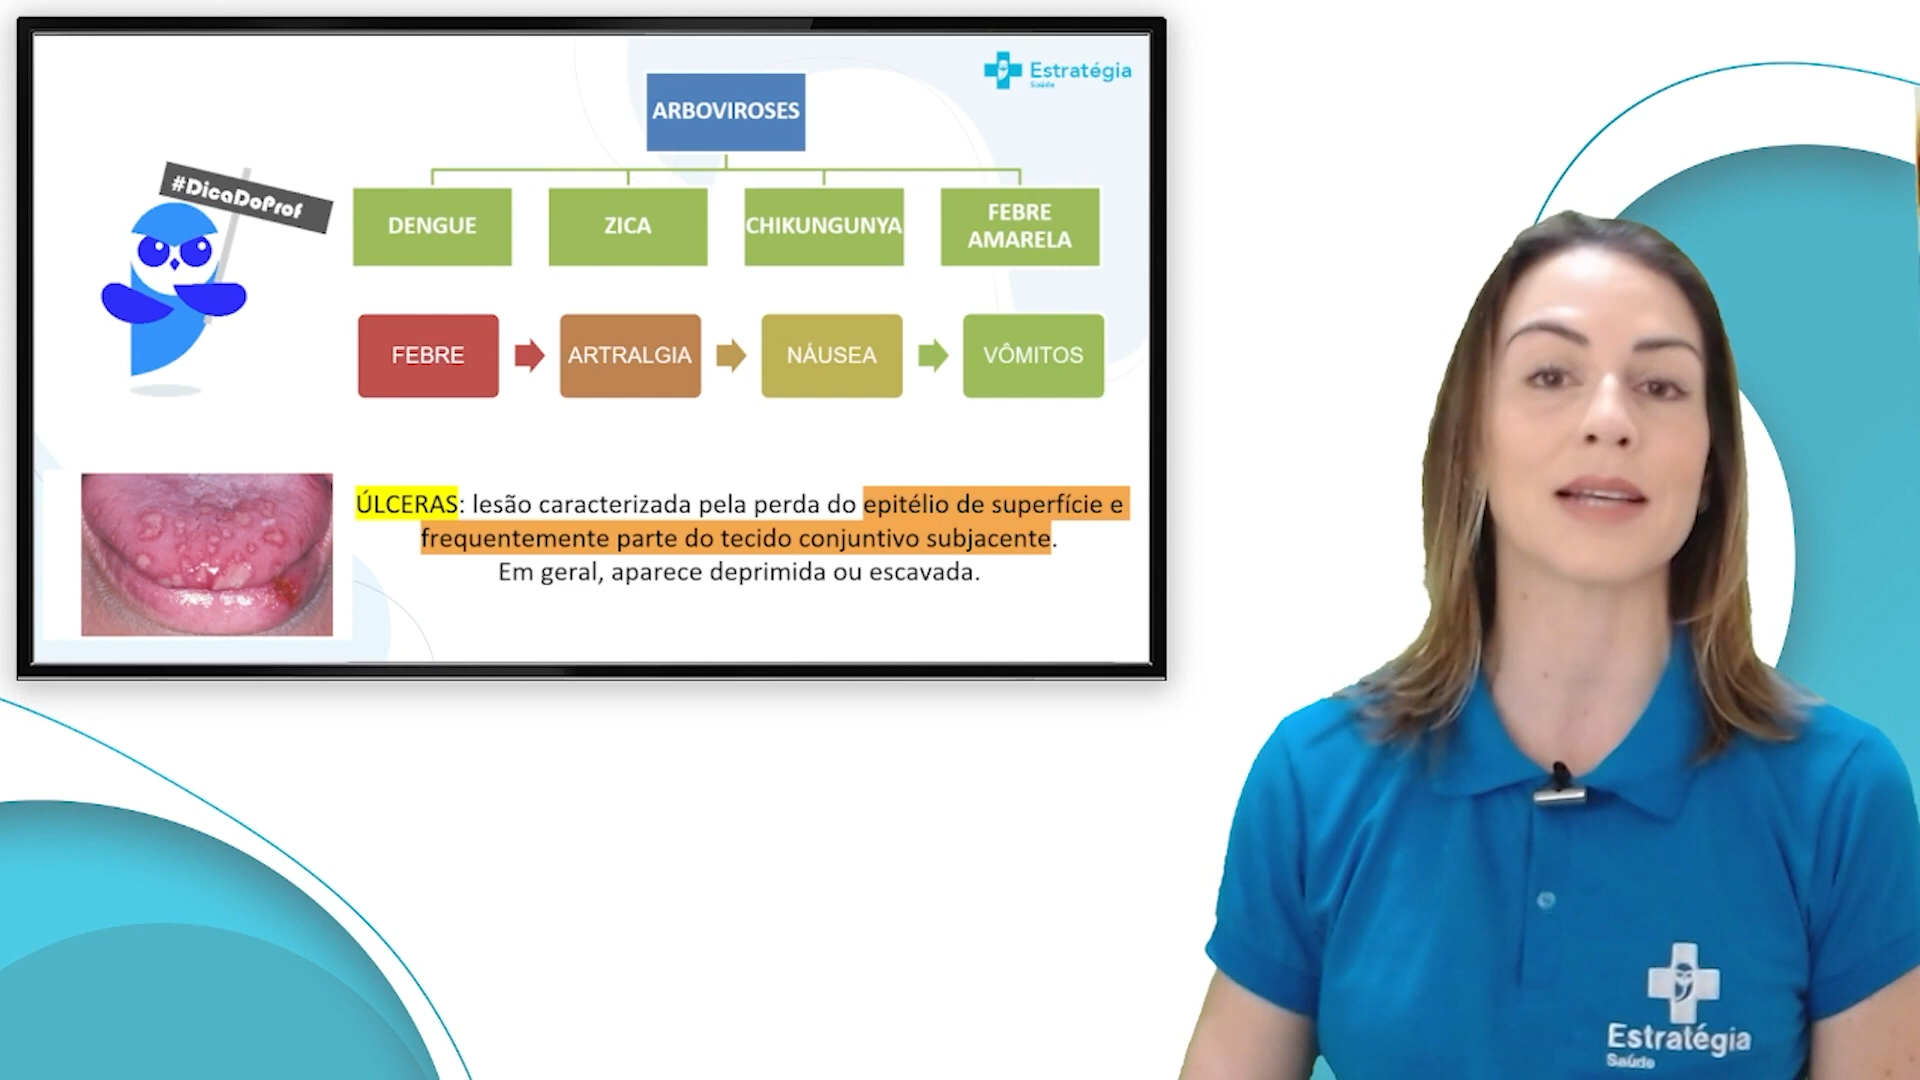 Estratégia
Saúde
ARBOVIROSES
#DicaDoProf
DENGUE
ZICA
CHIKUNGUNYA
FEBRE
AMARELA
FEBRE
ARTRALGIA
NÁUSEA
VÔMITOS
ÚLCERAS: lesão caracterizada pela perda do epitélio de superfície e
frequentemente parte do tecido conjuntivo subjacente.
Em geral, aparece deprimida ou escavada.
Estratégia
Saúde